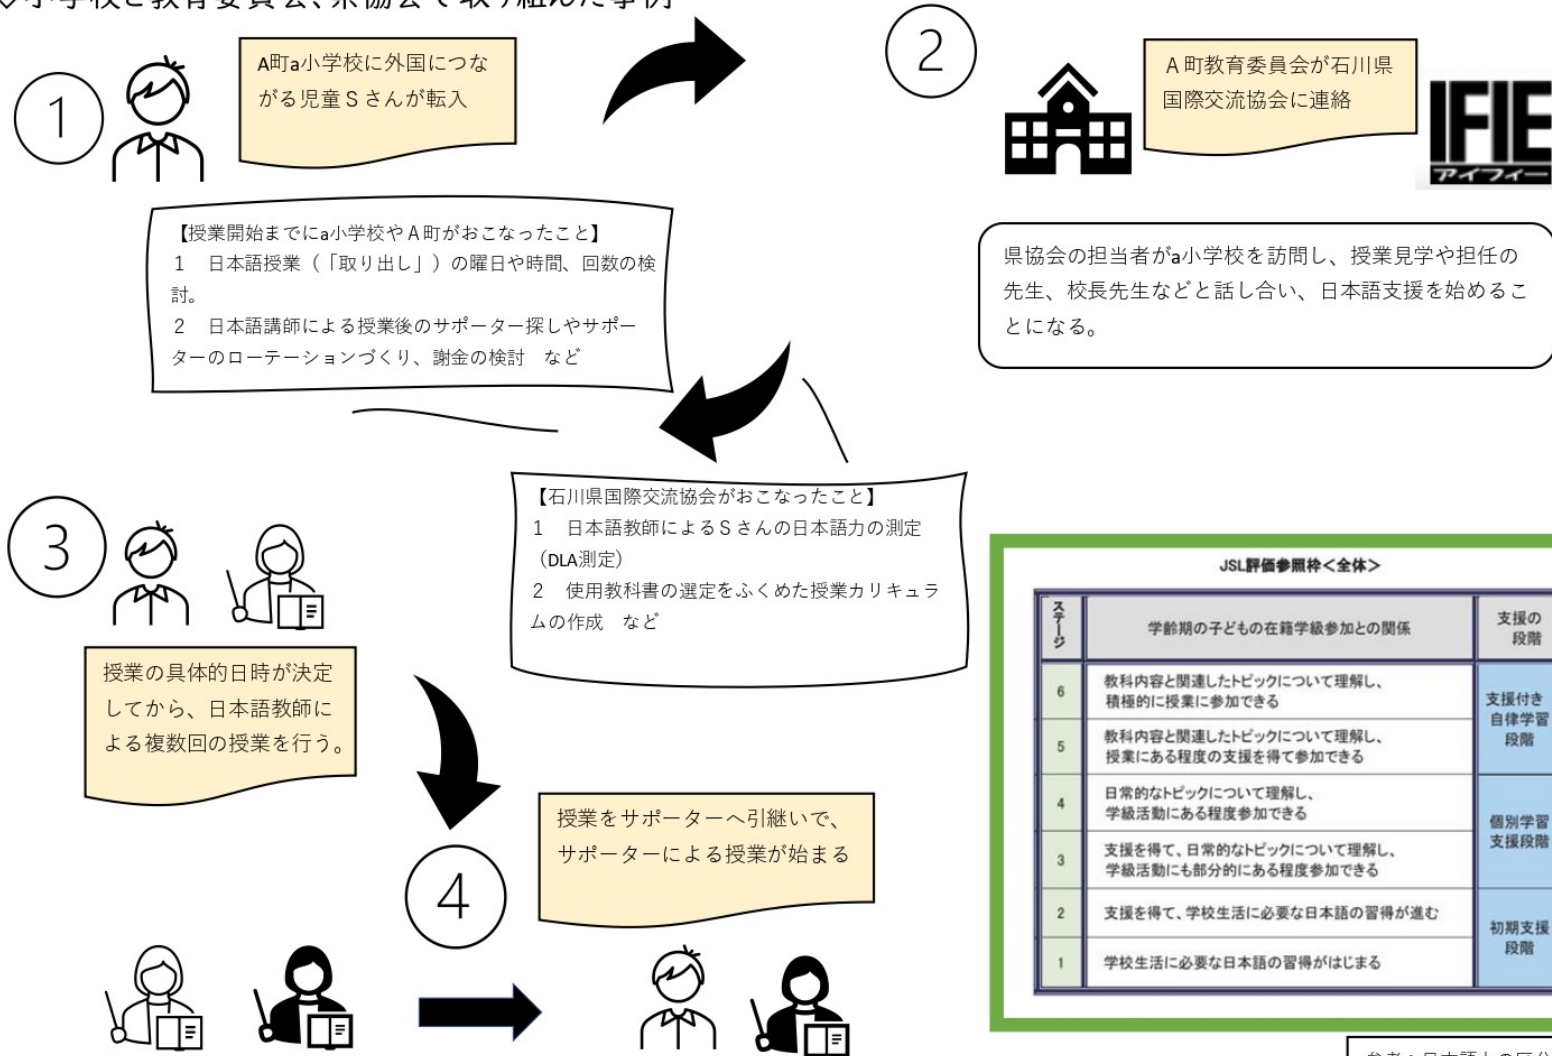 ◇小学校と教育委員会、県協会で取り組んだ事例
①
A町a小学校に外国につな
がる児童Ｓさんが転入
②
Ａ町教育委員会が石川県
国際交流協会に連絡
IFIE
アイフィー
【授業開始までにa小学校やＡ町がおこなったこと】
１　日本語授業（「取り出し」）の曜日や時間、回数の検
討。
２　日本語講師による授業後のサポーター探しやサポー
ターのローテーションづくり、謝金の検討　など
県協会の担当者がa小学校を訪問し、授業見学や担任の
先生、校長先生などと話し合い、日本語支援を始めるこ
とになる。
【石川県国際交流協会がおこなったこと】
１　日本語教師によるＳさんの日本語力の測定
（DLA測定）
２　使用教科書の選定をふくめた授業カリキュラ
ムの作成　など
③
授業の具体的日時が決定
してから、日本語教師に
よる複数回の授業を行う。
④
授業をサポーターへ引継いで、
サポーターによる授業が始まる
JSL評価参照枠＜全体＞
ステージ
学齢期の子どもの在籍学級参加との関係
支援の
段階
6
教科内容と関連したトピックについて理解し、
積極的に授業に参加できる
支援付き
自律学習
段階
5
教科内容と関連したトピックについて理解し、
授業にある程度の支援を得て参加できる
4
日常的なトピックについて理解し、
学級活動にある程度参加できる
個別学習
支援段階
3
支援を得て、日常的なトピックについて理解し、
学級活動にも部分的にある程度参加できる
2
支援を得て、学校生活に必要な日本語の習得が進む
初期支援
段階
1
学校生活に必要な日本語の習得がはじまる